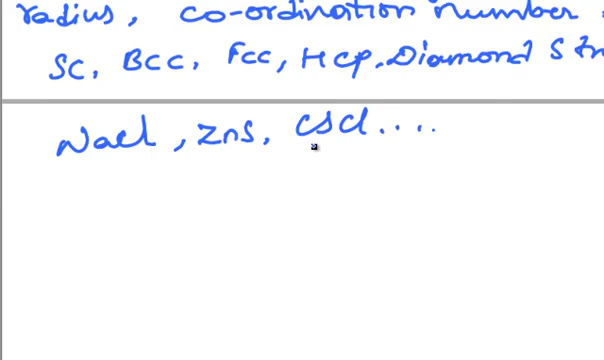 radius, co-ordination number
SC, BCC, FCC, HCP, Diamond
NaCl, ZnS, CsCl....